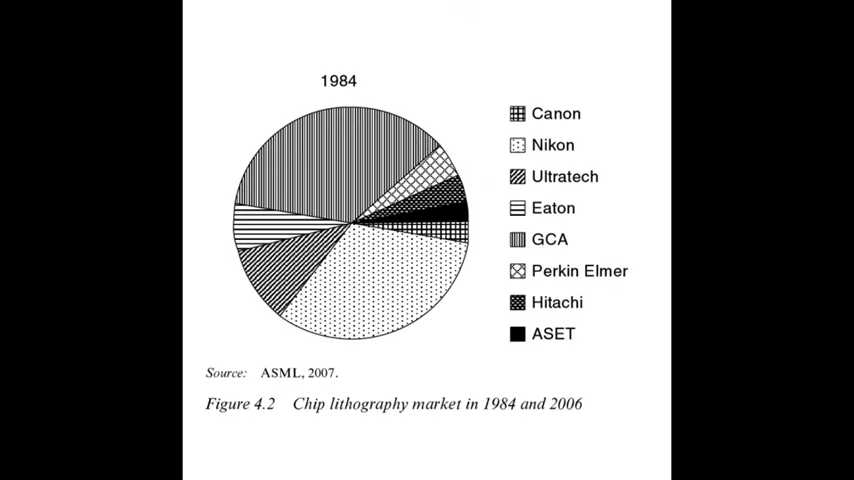 1984
Canon
Nikon
Ultratech
Eaton
GCA
Perkin Elmer
Hitachi
ASET
Source: ASML, 2007.
Figure 4.2 Chip lithography market in 1984 and 2006